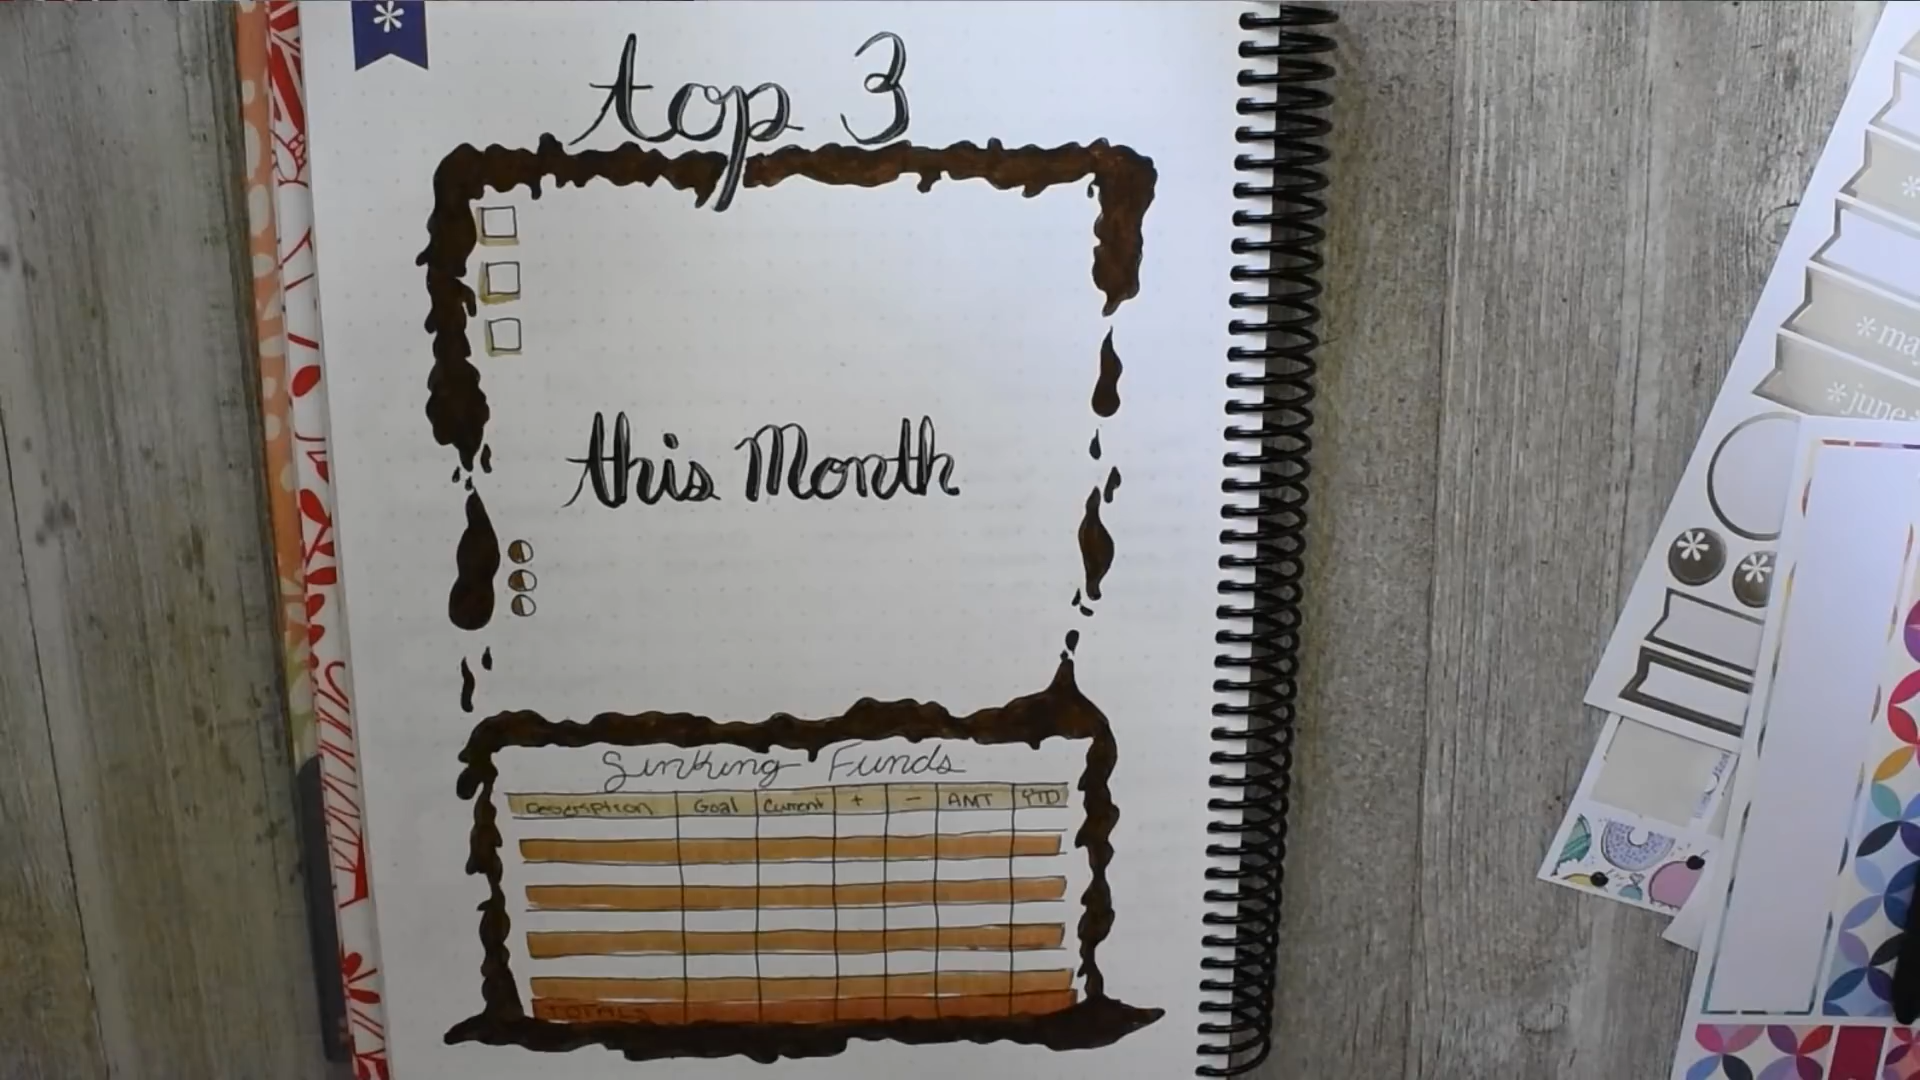 top 3
this Month
Sinking Funds
Description Goal Current + - AMT YTD
TOTALS
* may
* june *